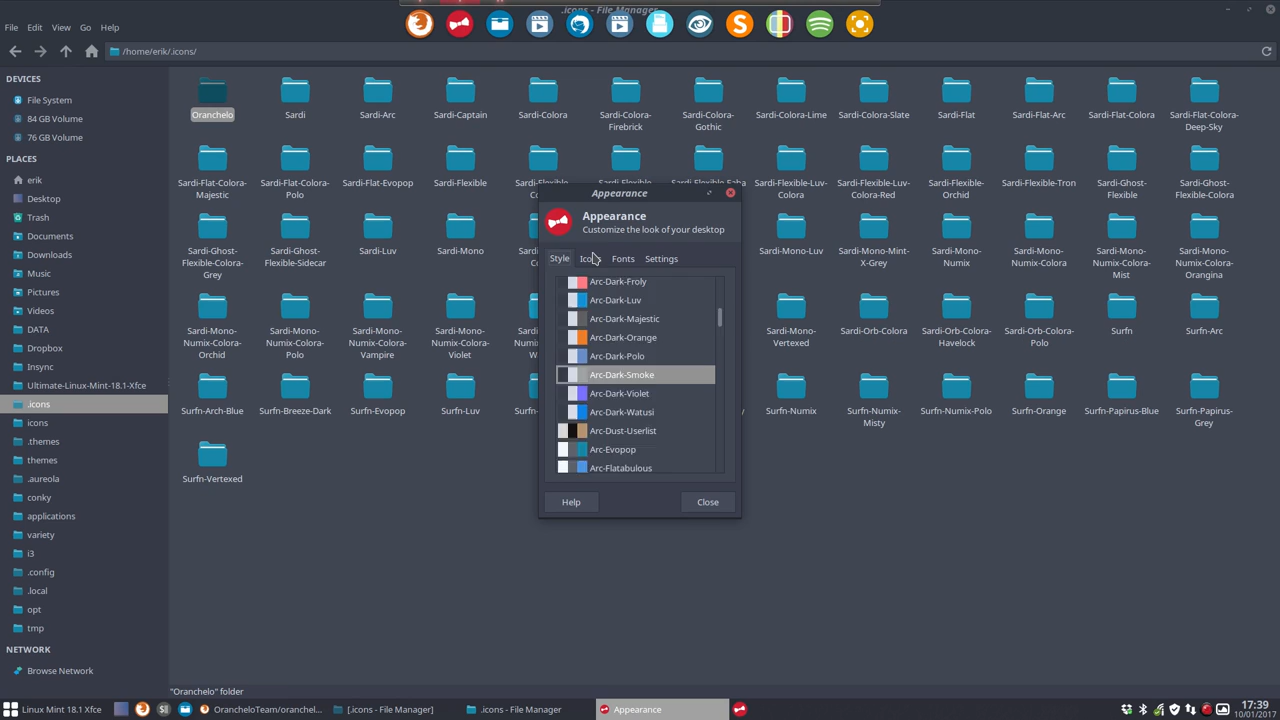 .icons - File Manager
File Edit View Go Help
/home/erik/.icons/
DEVICES
File System
84 GB Volume
76 GB Volume
PLACES
erik
Desktop
Trash
Documents
Downloads
Music
Pictures
Videos
DATA
Dropbox
Insync
Ultimate-Linux-Mint-18.1-Xfce
.icons
icons
.themes
themes
.aureola
conky
applications
variety
i3
.config
.local
opt
tmp
NETWORK
Browse Network
Oranchelo Sardi Sardi-Arc Sardi-Captain Sardi-Colora Sardi-Colora- Sardi-Colora- Sardi-Colora-Lime Sardi-Colora-Slate Sardi-Flat Sardi-Flat-Arc Sardi-Flat-Colora Sardi-Flat-Colora-
Firebrick Gothic Deep-Sky
Sardi-Flat-Colora- Sardi-Flat-Colora- Sardi-Flat-Evopop Sardi-Flexible Sardi-Flexible-Luv- Sardi-Flexible-Luv- Sardi-Flexible- Sardi-Flexible-Tron Sardi-Ghost- Sardi-Ghost-
Majestic Polo Colora Colora-Red Orchid Flexible Flexible-Colora
Sardi-Ghost- Sardi-Ghost- Sardi-Luv Sardi-Mono Sardi-Mono-Luv Sardi-Mono-Mint- Sardi-Mono- Sardi-Mono- Sardi-Mono- Sardi-Mono-
Flexible-Colora- Flexible-Sidecar X-Grey Numix Numix-Colora Numix-Colora- Numix-Colora-
Grey Mist Orangina
Sardi-Mono- Sardi-Mono- Sardi-Mono- Sardi-Mono- Sardi-Mono- Sardi-Orb-Colora Sardi-Orb-Colora- Sardi-Orb-Colora- Surfn Surfn-Arc
Numix-Colora- Numix-Colora- Numix-Colora- Numix-Colora- Vertexed Havelock Polo
Orchid Polo Vampire Violet
Surfn-Arch-Blue Surfn-Breeze-Dark Surfn-Evopop Surfn-Luv Surfn-Numix Surfn-Numix- Surfn-Numix-Polo Surfn-Orange Surfn-Papirus-Blue Surfn-Papirus-
Misty Grey
Surfn-Vertexed
Appearance
Appearance
Customize the look of your desktop
Style Fonts Settings
Arc-Dark-Froly
Arc-Dark-Luv
Arc-Dark-Majestic
Arc-Dark-Orange
Arc-Dark-Polo
Arc-Dark-Smoke
Arc-Dark-Violet
Arc-Dark-Watusi
Arc-Dust-Userlist
Arc-Evopop
Arc-Flatabulous
Help Close
"Oranchelo" folder
Linux Mint 18.1 Xfce OrancheloTeam/oranchel... [.icons - File Manager] .icons - File Manager Appearance
17:39
10/01/2017